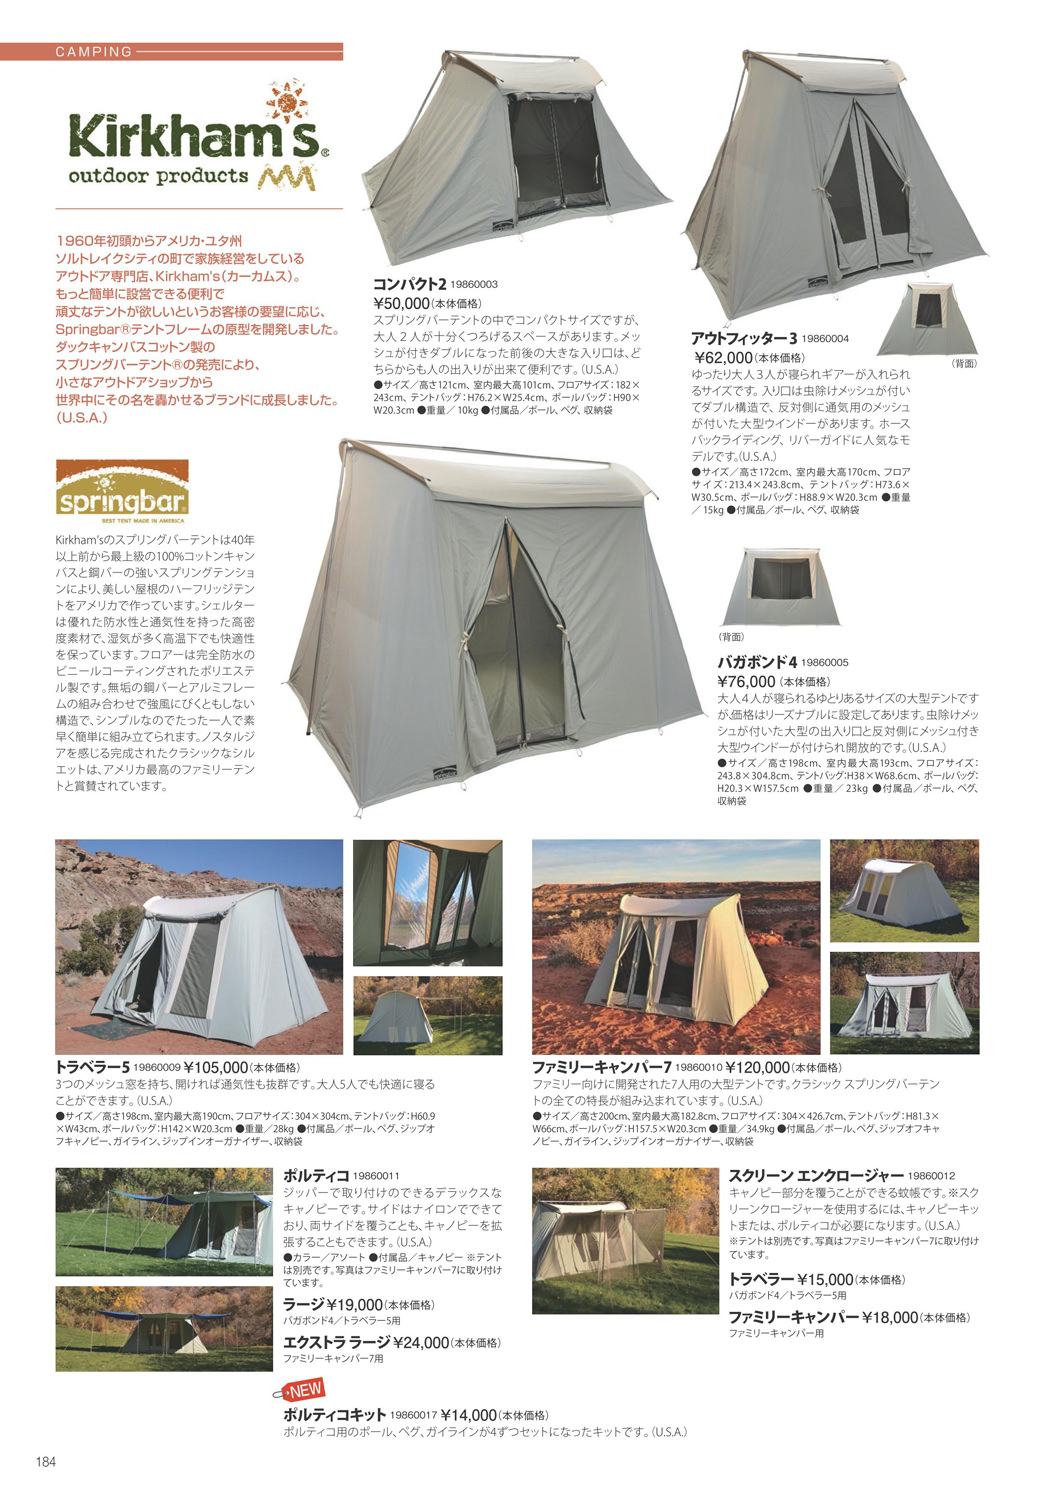 CAMPING
Kirkham's®
outdoor products
1960年初頭からアメリカ・ユタ州
ソルトレイクシティの町で家族経営をしている
アウトドア専門店、Kirkham's(カーカムス)。
もっと簡単に設営できる便利で
頑丈なテントが欲しいというお客様の要望に応じ、
Springbar®テントフレームの原型を開発しました。
ダックキャンバスコットン製の
スプリングバーテント®の発売により、
小さなアウトドアショップから
世界中にその名を轟かせるブランドに成長しました。
(U.S.A.)
springbar®
BEST TENT MADE IN AMERICA
Kirkham'sのスプリングバーテントは40年
以上前から最上級の100%コットンキャン
バスと鋼バーの強いスプリングテンショ
ンにより、美しい屋根のハーフリッジテン
トをアメリカで作っています。シェルター
は優れた防水性と通気性を持った高密
度素材で、湿気が多く高温下でも快適性
を保っています。フロアーは完全防水の
ビニールコーティングされたポリエステ
ル製です。無垢の鋼バーとアルミフレー
ムの組み合わせで強風にびくともしない
構造で、シンプルなのでたった一人で素
早く簡単に組み立てられます。ノスタルジ
アを感じる完成されたクラシックなシル
エットは、アメリカ最高のファミリーテン
トと賞賛されています。
コンパクト2 19860003
¥50,000(本体価格)
スプリングバーテントの中でコンパクトサイズですが、
大人2人が十分くつろげるスペースがあります。メッ
シュが付きダブルになった前後の大きな入り口は、ど
ちらからも人の出入りが出来て便利です。(U.S.A.)
●サイズ/高さ121cm、室内最大高101cm、フロアサイズ:182×
243cm、テントバッグ:H76.2×W25.4cm、ポールバッグ:H90×
W20.3cm ●重量/10kg ●付属品/ポール、ペグ、収納袋
アウトフィッター3 19860004
¥62,000(本体価格)
(背面)
ゆったり大人3人が寝られギアーが入れられ
るサイズです。入り口は虫除けメッシュが付い
てダブル構造で、反対側に通気用のメッシュ
が付いた大型ウインドーがあります。ホース
バックライディング、リバーガイドに人気なモ
デルです。(U.S.A.)
●サイズ/高さ172cm、室内最大高170cm、フロア
サイズ:213.4×243.8cm、テントバッグ:H73.6×
W30.5cm、ポールバッグ:H88.9×W20.3cm ●重量
/15kg ●付属品/ポール、ペグ、収納袋
(背面)
バガボンド4 19860005
¥76,000(本体価格)
大人4人が寝られるゆとりあるサイズの大型テントです
が、価格はリーズナブルに設定してあります。虫除けメッ
シュが付いた大型の出入り口と反対側にメッシュ付き
大型ウインドーが付けられ開放的です。(U.S.A.)
●サイズ/高さ198cm、室内最大高193cm、フロアサイズ:
243.8×304.8cm、テントバッグ:H38×W68.6cm、ポールバッグ:
H20.3×W157.5cm ●重量/23kg ●付属品/ポール、ペグ、
収納袋
トラベラー5 19860009 ¥105,000(本体価格)
3つのメッシュ窓を持ち、開ければ通気性も抜群です。大人5人でも快適に寝る
ことができます。(U.S.A.)
●サイズ/高さ198cm、室内最大高190cm、フロアサイズ:304×304cm、テントバッグ:H60.9
×W43cm、ポールバッグ:H142×W20.3cm ●重量/28kg ●付属品/ポール、ペグ、ジップオ
フキャノピー、ガイライン、ジップインオーガナイザー、収納袋
ファミリーキャンパー7 19860010 ¥120,000(本体価格)
ファミリー向けに開発された7人用の大型テントです。クラシック スプリングバーテン
トの全ての特長が組み込まれています。(U.S.A.)
●サイズ/高さ200cm、室内最大高182.8cm、フロアサイズ:304×426.7cm、テントバッグ:H81.3×
W66cm、ポールバッグ:H157.5×W20.3cm ●重量/34.9kg ●付属品/ポール、ペグ、ジップオフキャ
ノピー、ガイライン、ジップインオーガナイザー、収納袋
ポルティコ 19860011
ジッパーで取り付けのできるデラックスな
キャノピーです。サイドはナイロンでできて
おり、両サイドを覆うことも、キャノピーを拡
張することもできます。(U.S.A.)
●カラー/アソート ●付属品/キャノピー ※テント
は別売です。写真はファミリーキャンパー7に取り付け
ています。
ラージ¥19,000(本体価格)
バガボンド4/トラベラー5用
エクストララージ ¥24,000(本体価格)
ファミリーキャンパー7用
スクリーン エンクロージャー 19860012
キャノピー部分を覆うことができる蚊帳です。※スク
リーンクロージャーを使用するには、キャノピーキッ
トまたは、ポルティコが必要になります。(U.S.A.)
※テントは別売です。写真はファミリーキャンパー7に取り付け
ています。
トラベラー ¥15,000(本体価格)
バガボンド4/トラベラー5用
ファミリーキャンパー ¥18,000(本体価格)
ファミリーキャンパー用
NEW
ポルティコキット 19860017 ¥14,000(本体価格)
ポルティコ用のポール、ペグ、ガイラインが4ずつセットになったキットです。(U.S.A.)
184